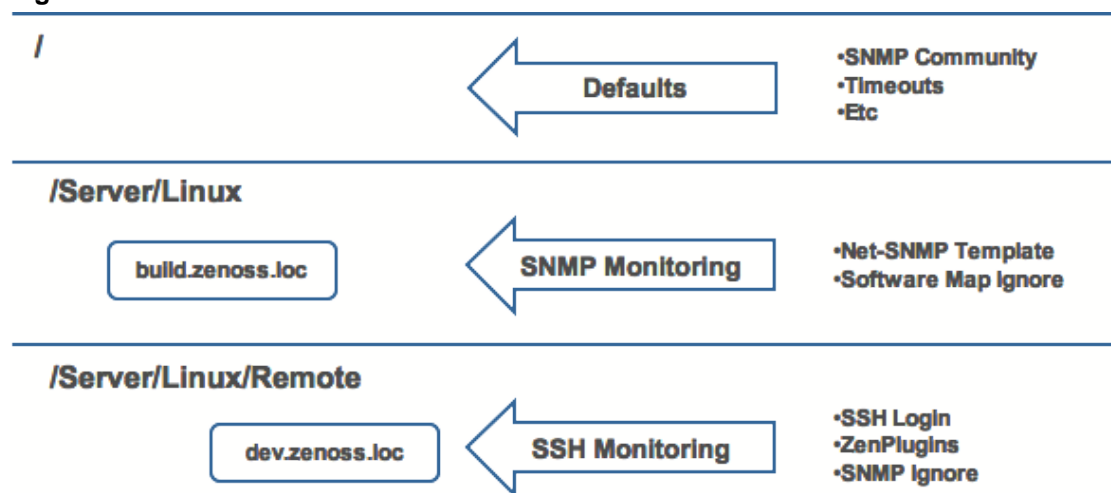 /
Defaults
•SNMP Community
•Timeouts
•Etc
/Server/Linux
build.zenoss.loc
SNMP Monitoring
•Net-SNMP Template
•Software Map Ignore
/Server/Linux/Remote
dev.zenoss.loc
SSH Monitoring
•SSH Login
•ZenPlugins
•SNMP Ignore